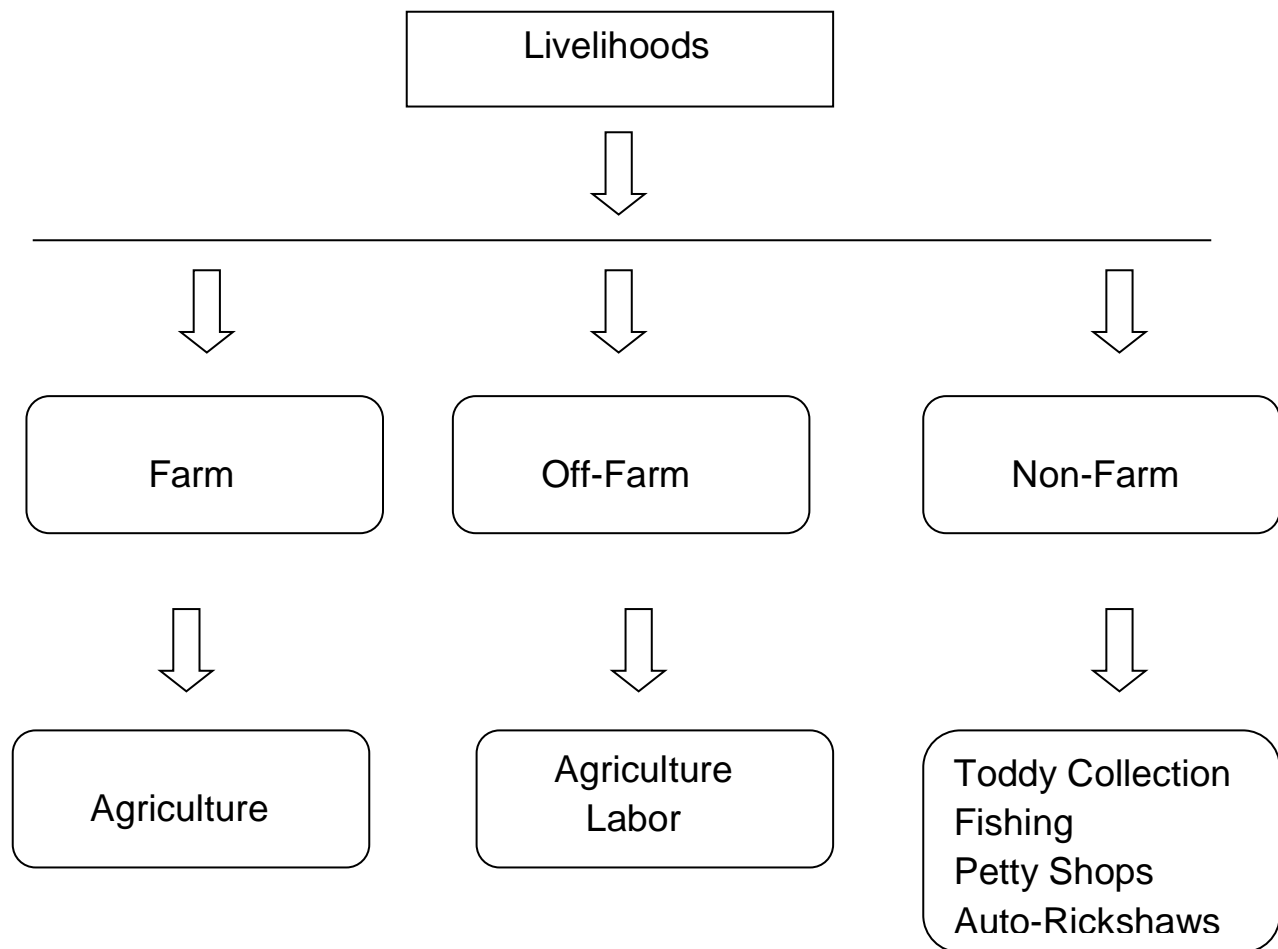 Livelihoods
Farm
Off-Farm
Non-Farm
Agriculture
Agriculture
Labor
Toddy Collection
Fishing
Petty Shops
Auto-Rickshaws